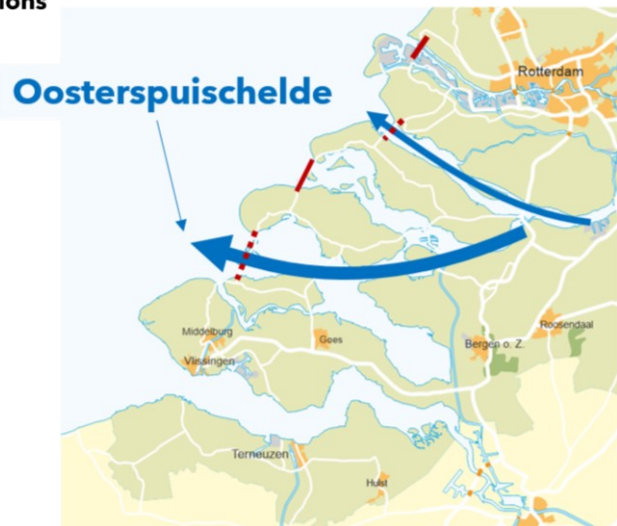 Oosterspuischelde
Rotterdam
Middelburg
Vlissingen
Goes
Roosendaal
Bergen o. Z.
Terneuzen
Hulst